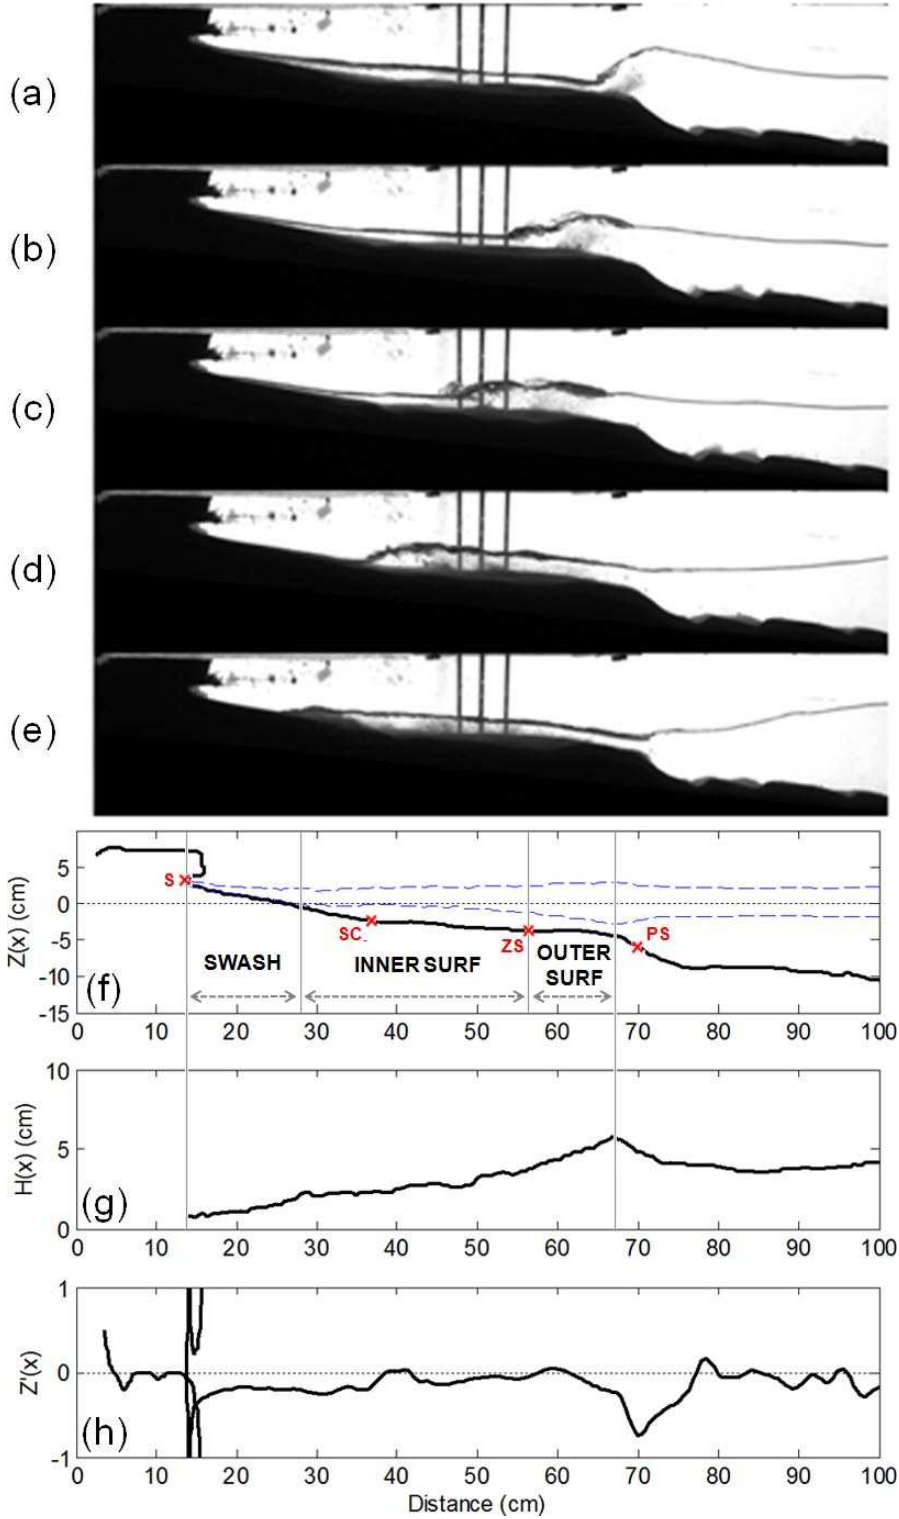 (a)
(b)
(c)
(d)
(e)
(f)
Z(x) (cm)
5
0
-5
-10
-15
S
SC
ZS
PS
SWASH
INNER SURF
OUTER
SURF
0 10 20 30 40 50 60 70 80 90 100
(g)
H(x) (cm)
10
5
0
0 10 20 30 40 50 60 70 80 90 100
(h)
Z'(x)
1
0
-1
0 10 20 30 40 50 60 70 80 90 100
Distance (cm)